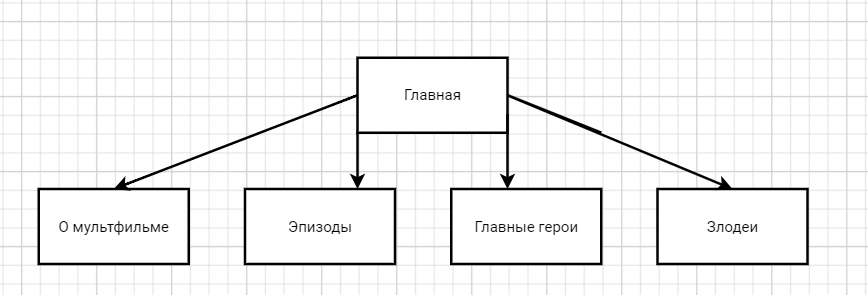 Главная
О мультфильме
Эпизоды
Главные герои
Злодеи